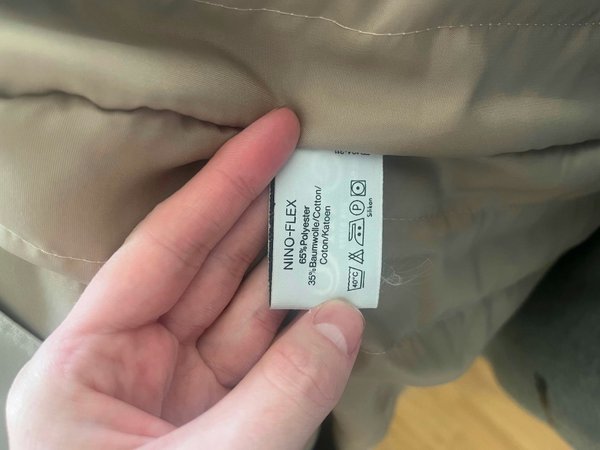 NINO-FLEX
65%Polyester
35%Baumwolle/Cotton/
Coton/Katoen
40°C
P
Silikon